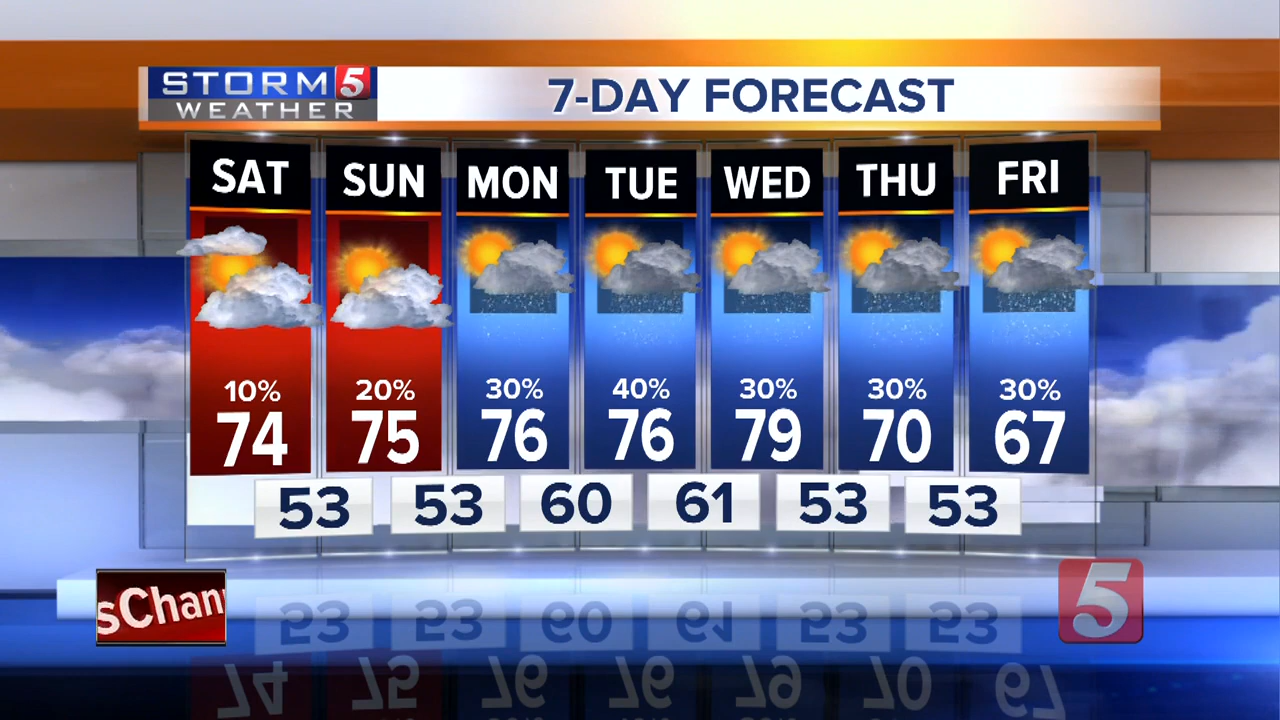 STORM 5
WEATHER
7-DAY FORECAST
SAT SUN MON TUE WED THU FRI
10% 20% 30% 40% 30% 30% 30%
74 75 76 76 79 70 67
53 53 60 61 53 53
sChan
5